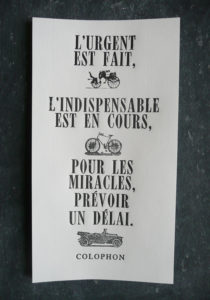 L'URGENT
EST FAIT,
L'INDISPENSABLE
EST EN COURS,
POUR LES
MIRACLES,
PRÉVOIR
UN DÉLAI.
COLOPHON